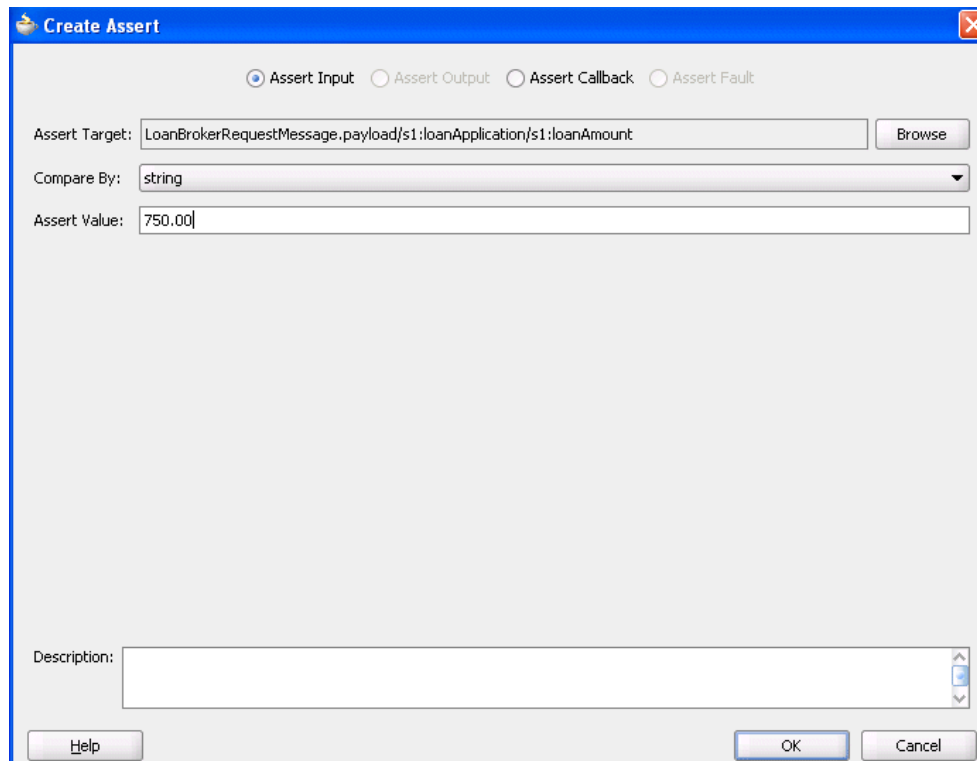 Create Assert
Assert Input Assert Output Assert Callback Assert Fault
Assert Target: LoanBrokerRequestMessage.payload/s1:loanApplication/s1:loanAmount Browse
Compare By: string
Assert Value: 750.00
Description:
Help OK Cancel